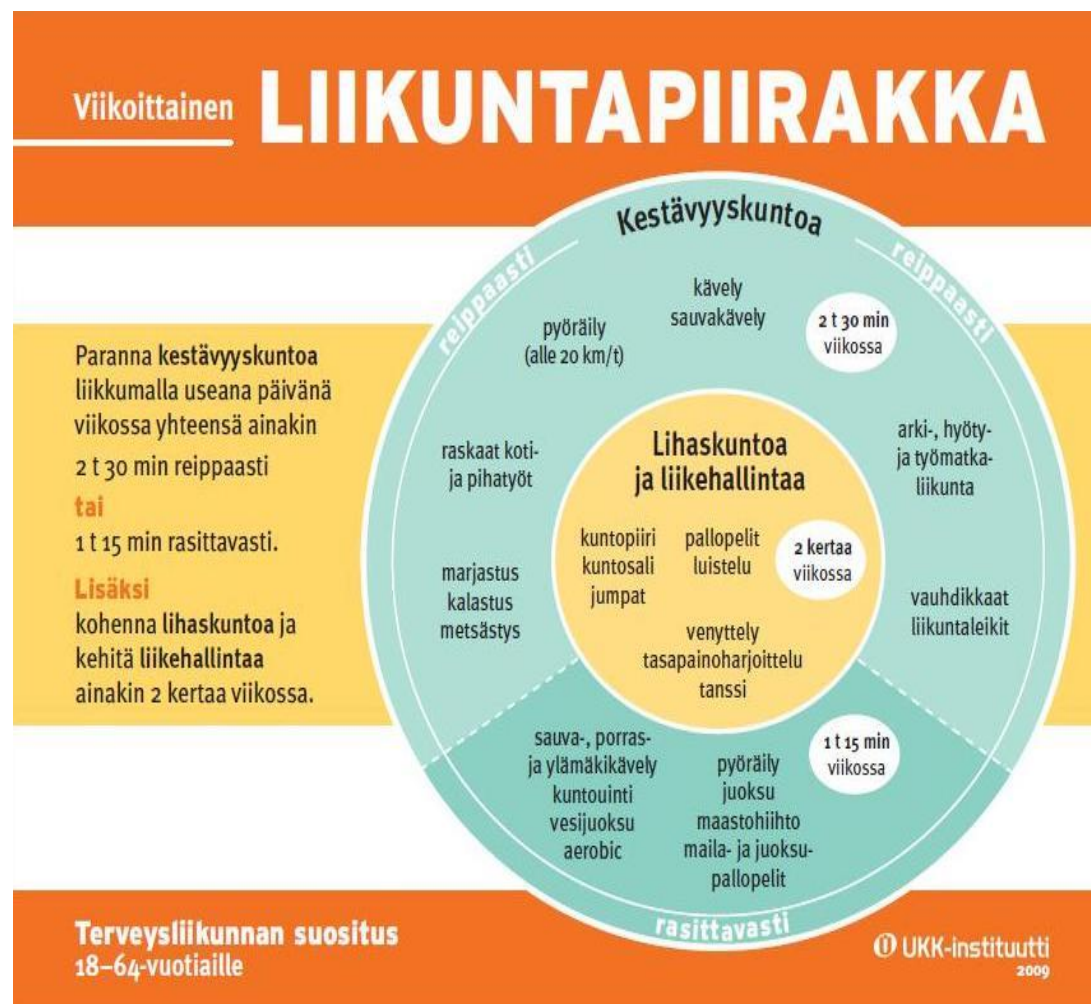 Viikoittainen LIIKUNTAPIIRAKKA
Paranna kestävyyskuntoa
liikkumalla useana päivänä
viikossa yhteensä ainakin
2 t 30 min reippaasti
tai
1 t 15 min rasittavasti.
Lisäksi
kohenna lihaskuntoa ja
kehitä liikehallintaa
ainakin 2 kertaa viikossa.
Kestävyyskuntoa
reippaasti
reippaasti
kävely
sauvakävely
2 t 30 min
viikossa
pyöräily
(alle 20 km/t)
raskaat koti-
ja pihatyöt
arki-, hyöty-
ja työmatka-
liikunta
marjastus
kalastus
metsästys
vauhdikkaat
liikuntaleikit
Lihaskuntoa
ja liikehallintaa
kuntopiiri
kuntosali
jumpat
pallopelit
luistelu
2 kertaa
viikossa
venyttely
tasapainoharjoittelu
tanssi
sauva-, porras-
ja ylämäkikävely
kuntouinti
vesijuoksu
aerobic
pyöräily
juoksu
maastohiihto
maila- ja juoksu-
pallopelit
1 t 15 min
viikossa
rasittavasti
Terveysliikunnan suositus
18–64-vuotiaille
UKK-instituutti
2009